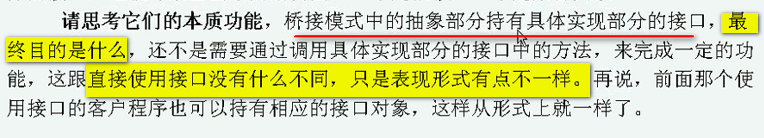 请思考它们的本质功能，桥接模式中的抽象部分持有具体实现部分的接口，最
终目的是什么，还不是需要通过调用具体实现部分的接口中的方法，来完成一定的功
能，这跟直接使用接口没有什么不同，只是表现形式有点不一样。再说，前面那个使
用接口的客户程序也可以持有相应的接口对象，这样从形式上就一样了。